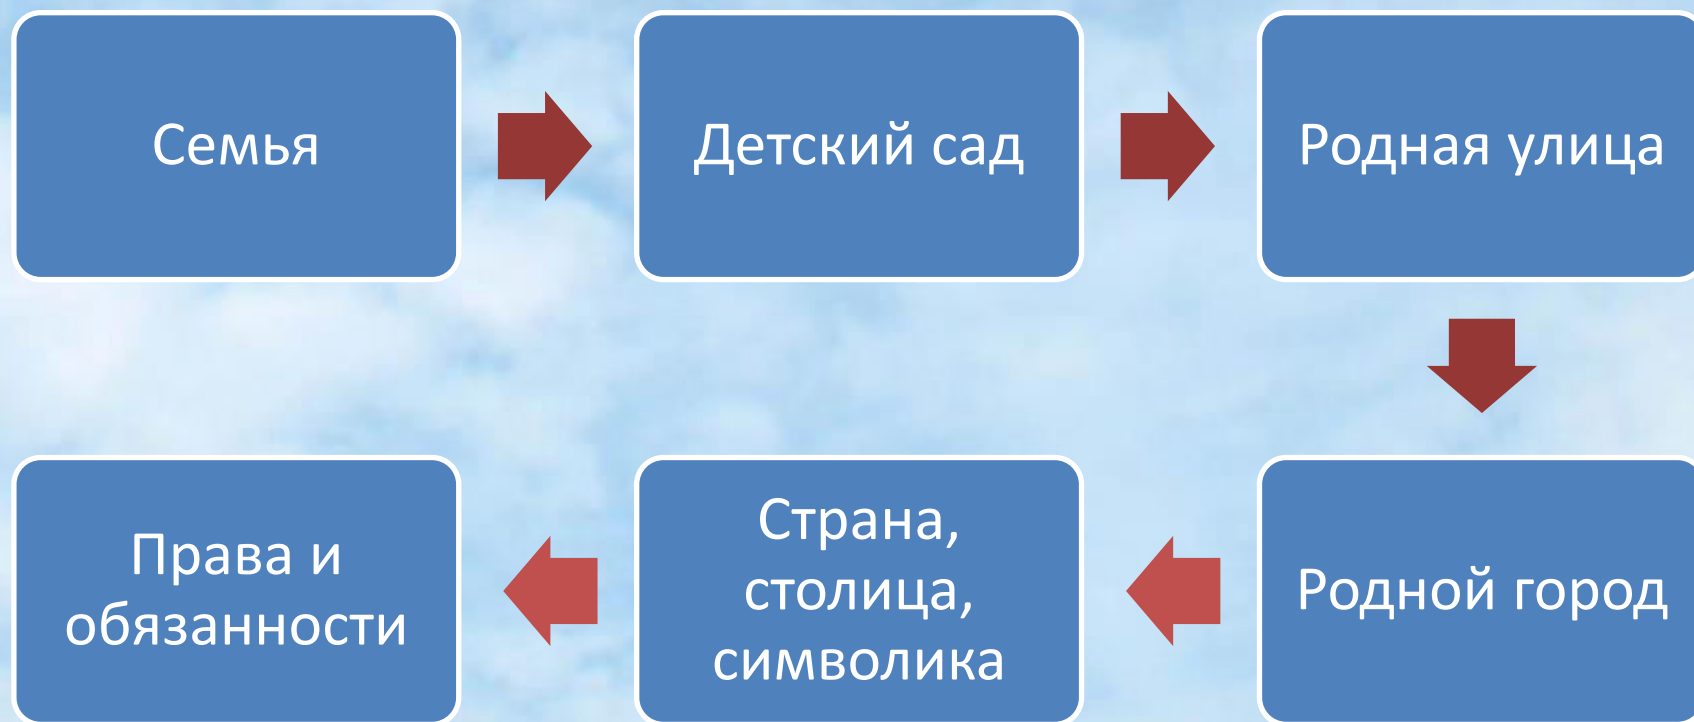 Семья
Детский сад
Родная улица
Родной город
Страна,
столица,
символика
Права и
обязанности